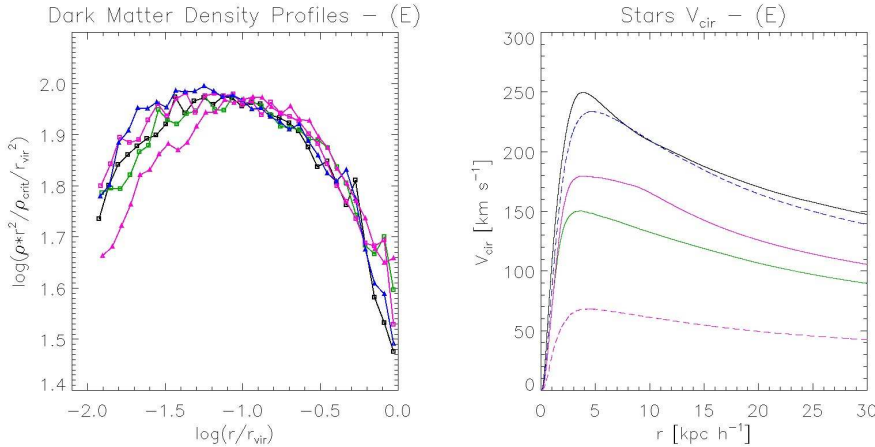 Dark Matter Density Profiles − (E)
2.1
2.0
1.9
1.8
1.7
1.6
1.5
1.4
log(ρ*r²/ρcrit/rvir²)
−2.0 −1.5 −1.0 −0.5 0.0
log(r/rvir)
Stars Vcir − (E)
300
250
200
150
100
50
0
Vcir [km s⁻¹]
0 5 10 15 20 25 30
r [kpc h⁻¹]